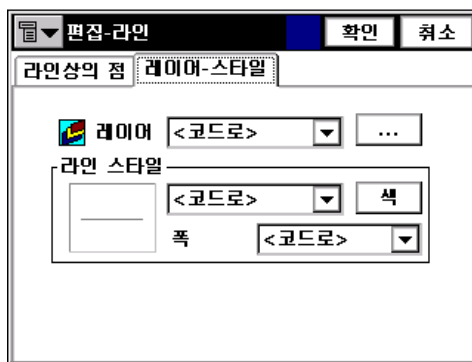 편집-라인 확인 취소
라인상의 점 레이어-스타일
레이어 <코드로> ...
라인 스타일
<코드로> 색
폭 <코드로>